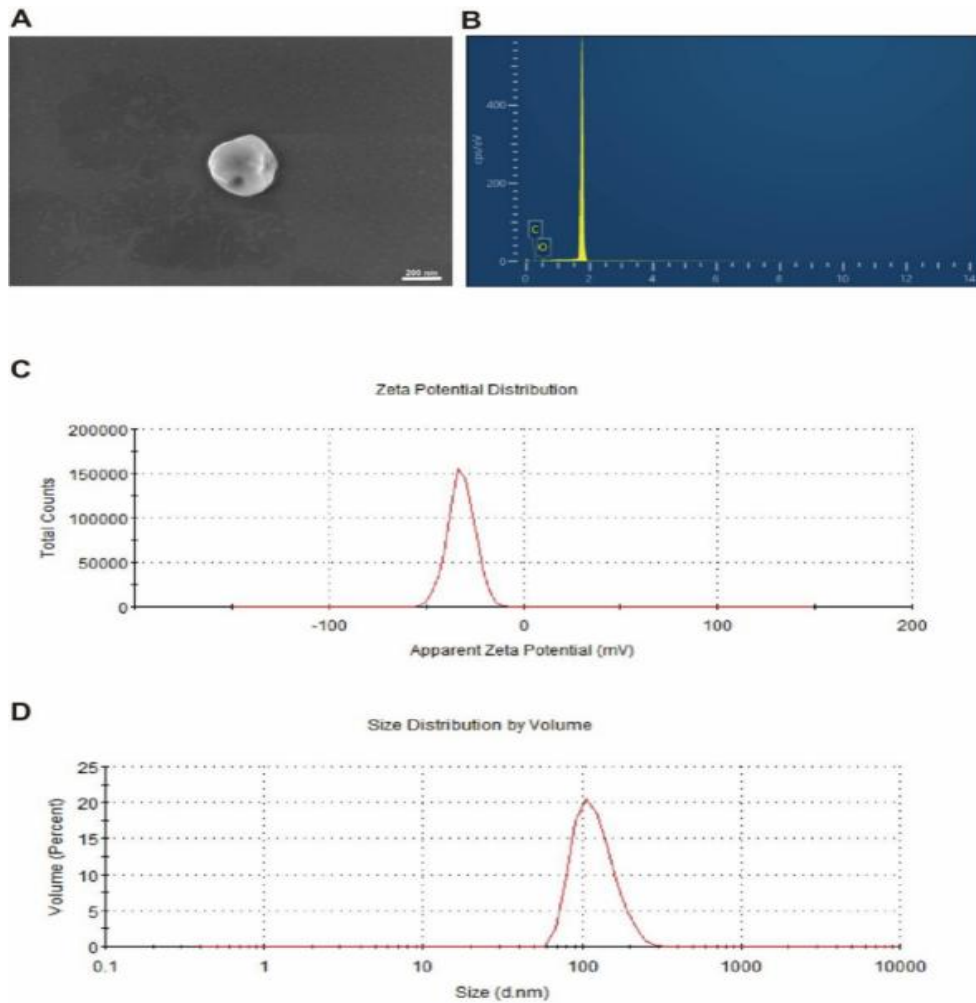 A
B
200 nm
cps/eV
400
200
0
C
O
0 2 4 6 8 10 12 14
C
Zeta Potential Distribution
Total Counts
200000
150000
100000
50000
0
-100 0 100 200
Apparent Zeta Potential (mV)
D
Size Distribution by Volume
Volume (Percent)
25
20
15
10
5
0
0.1 1 10 100 1000 10000
Size (d.nm)